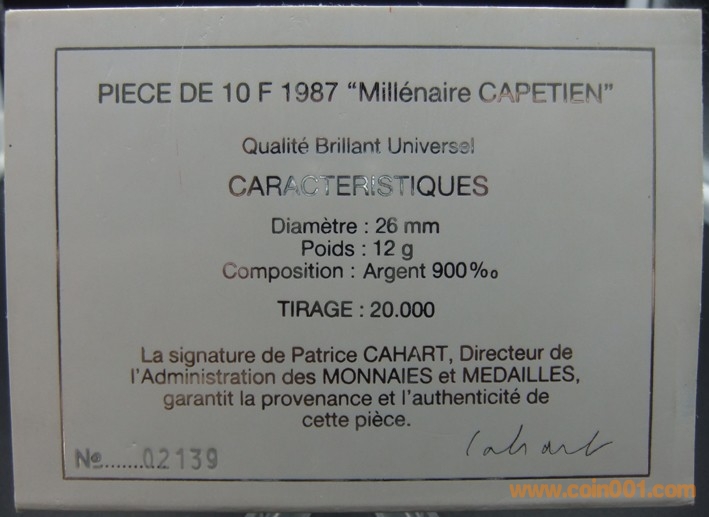 PIECE DE 10 F 1987 “Millénaire CAPETIEN”
Qualité Brillant Universel
CARACTERISTIQUES
Diamètre : 26 mm
Poids : 12 g
Composition : Argent 900‰
TIRAGE : 20.000
La signature de Patrice CAHART, Directeur de
l’Administration des MONNAIES et MEDAILLES,
garantit la provenance et l’authenticité de
cette pièce.
Cahart
No........02139
www.coin001.com